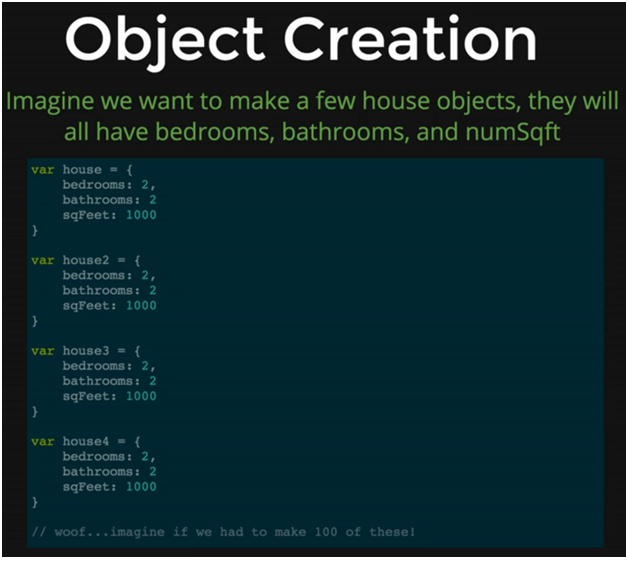 Object Creation
Imagine we want to make a few house objects, they will
all have bedrooms, bathrooms, and numSqft
var house = {
    bedrooms: 2,
    bathrooms: 2
    sqFeet: 1000
}
var house2 = {
    bedrooms: 2,
    bathrooms: 2
    sqFeet: 1000
}
var house3 = {
    bedrooms: 2,
    bathrooms: 2
    sqFeet: 1000
}
var house4 = {
    bedrooms: 2,
    bathrooms: 2
    sqFeet: 1000
}
// woof...imagine if we had to make 100 of these!